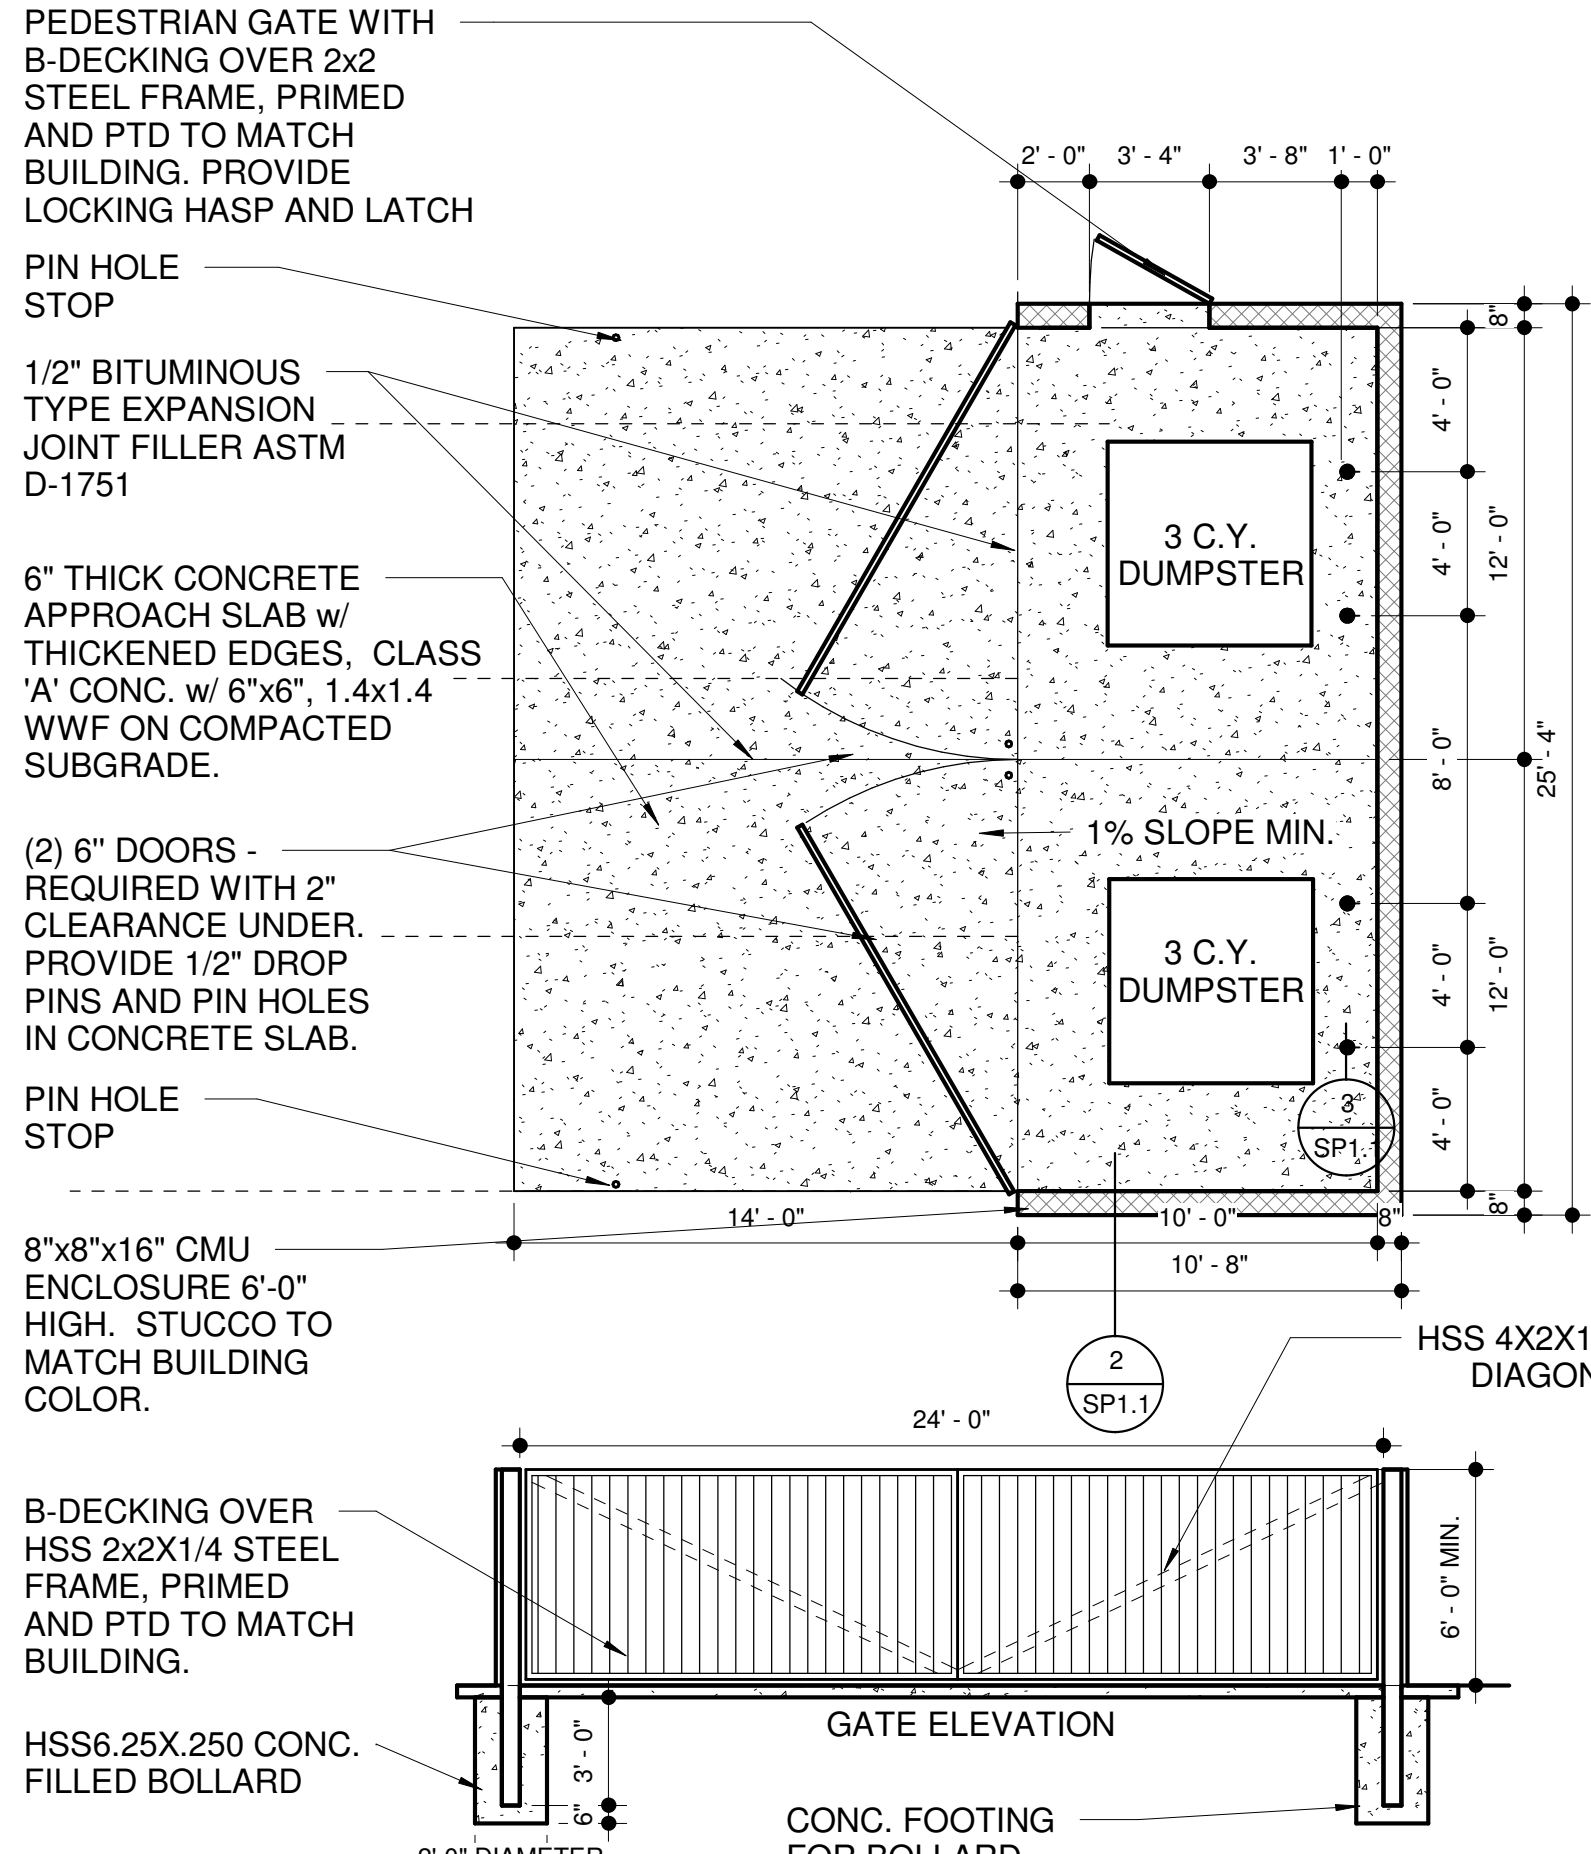 PEDESTRIAN GATE WITH
B-DECKING OVER 2x2
STEEL FRAME, PRIMED
AND PTD TO MATCH
BUILDING. PROVIDE
LOCKING HASP AND LATCH
PIN HOLE
STOP
1/2" BITUMINOUS
TYPE EXPANSION
JOINT FILLER ASTM
D-1751
6" THICK CONCRETE
APPROACH SLAB w/
THICKENED EDGES, CLASS
'A' CONC. w/ 6"x6", 1.4x1.4
WWF ON COMPACTED
SUBGRADE.
(2) 6'' DOORS -
REQUIRED WITH 2"
CLEARANCE UNDER.
PROVIDE 1/2" DROP
PINS AND PIN HOLES
IN CONCRETE SLAB.
PIN HOLE
STOP
8"x8"x16" CMU
ENCLOSURE 6'-0"
HIGH. STUCCO TO
MATCH BUILDING
COLOR.
2' - 0"
3' - 4"
3' - 8"
1' - 0"
3 C.Y.
DUMPSTER
1% SLOPE MIN.
3 C.Y.
DUMPSTER
8"
4' - 0"
4' - 0"
8' - 0"
4' - 0"
4' - 0"
12' - 0"
12' - 0"
8"
25' - 4"
3
SP1.
14' - 0"
10' - 0"
8"
10' - 8"
2
SP1.1
HSS 4X2X1
DIAGON
24' - 0"
6' - 0" MIN.
B-DECKING OVER
HSS 2x2X1/4 STEEL
FRAME, PRIMED
AND PTD TO MATCH
BUILDING.
GATE ELEVATION
HSS6.25X.250 CONC.
FILLED BOLLARD
3' - 0"
6"
2'-0" DIAMETER
CONC. FOOTING
FOR BOLLARD